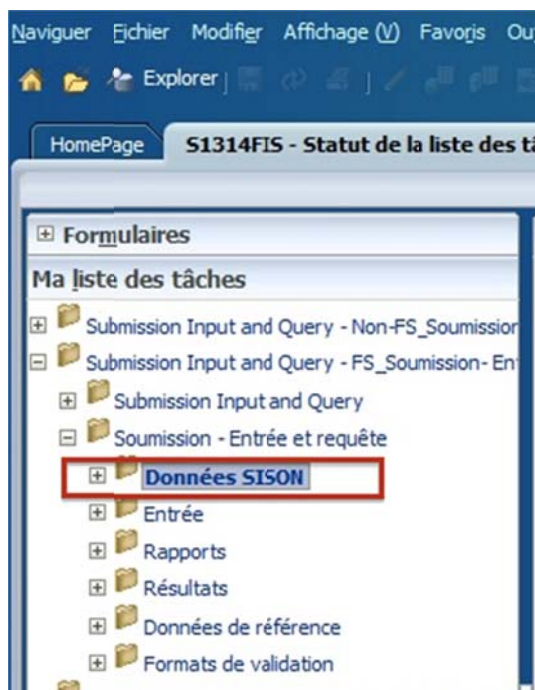 Naviguer Fichier Modifier Affichage (V) Favoris
Explorer
HomePage S1314FIS - Statut de la liste des
Formulaires
Ma liste des tâches
Submission Input and Query - Non-FS_Soumission
Submission Input and Query - FS_Soumission- En
Submission Input and Query
Soumission - Entrée et requête
Données SISON
Entrée
Rapports
Résultats
Données de référence
Formats de validation